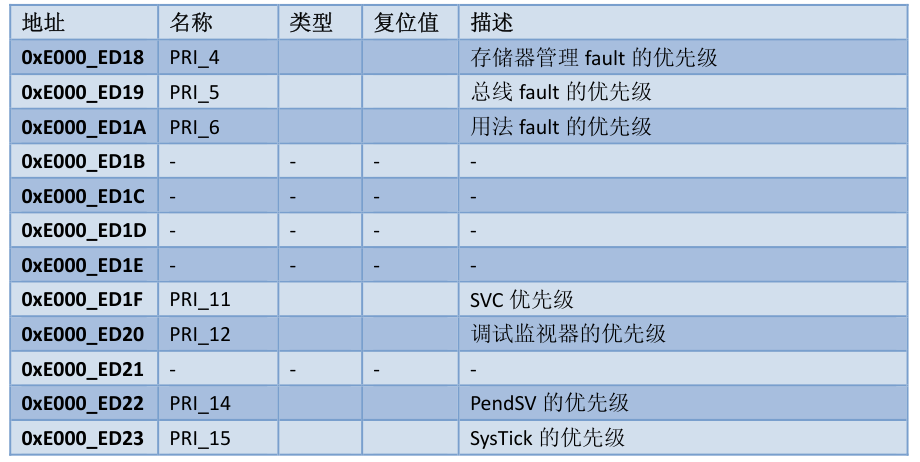 地址 名称 类型 复位值 描述
0xE000_ED18 PRI_4 存储器管理 fault 的优先级
0xE000_ED19 PRI_5 总线 fault 的优先级
0xE000_ED1A PRI_6 用法 fault 的优先级
0xE000_ED1B - - - -
0xE000_ED1C - - - -
0xE000_ED1D - - - -
0xE000_ED1E - - - -
0xE000_ED1F PRI_11 SVC 优先级
0xE000_ED20 PRI_12 调试监视器的优先级
0xE000_ED21 - - - -
0xE000_ED22 PRI_14 PendSV 的优先级
0xE000_ED23 PRI_15 SysTick 的优先级